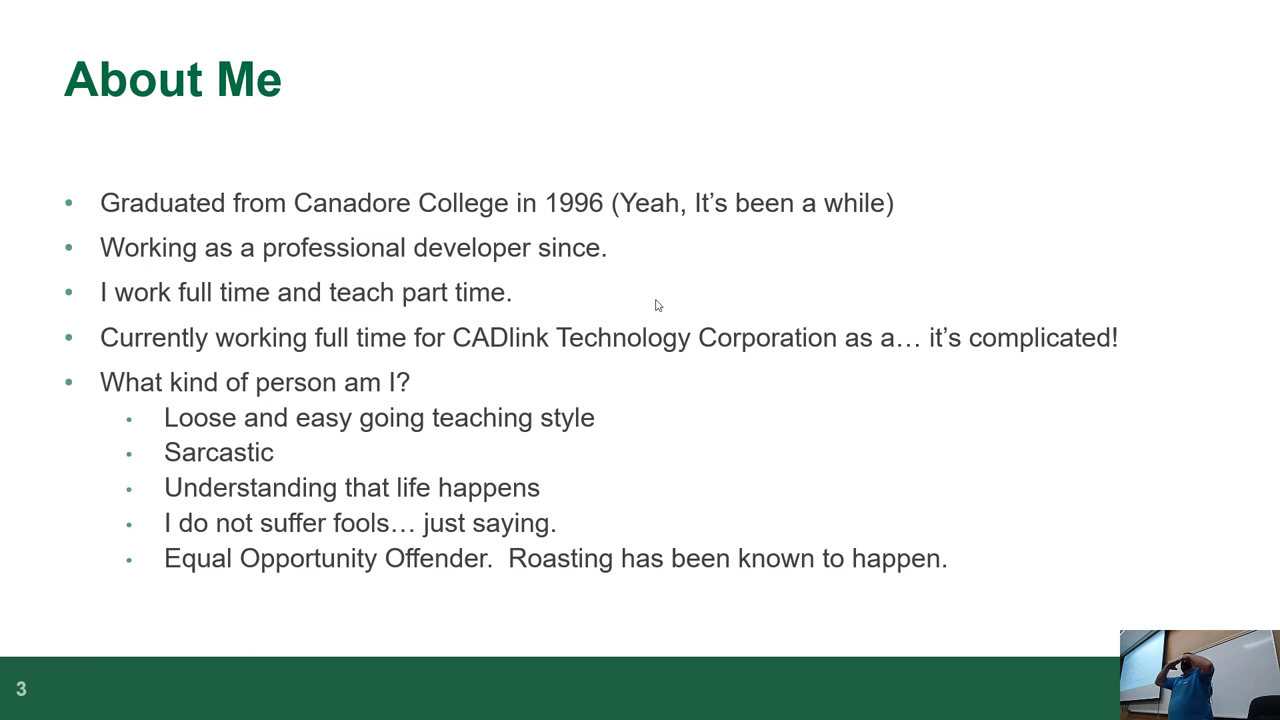 About Me
Graduated from Canadore College in 1996 (Yeah, It’s been a while)
Working as a professional developer since.
I work full time and teach part time.
Currently working full time for CADlink Technology Corporation as a… it’s complicated!
What kind of person am I?
Loose and easy going teaching style
Sarcastic
Understanding that life happens
I do not suffer fools… just saying.
Equal Opportunity Offender.  Roasting has been known to happen.
3